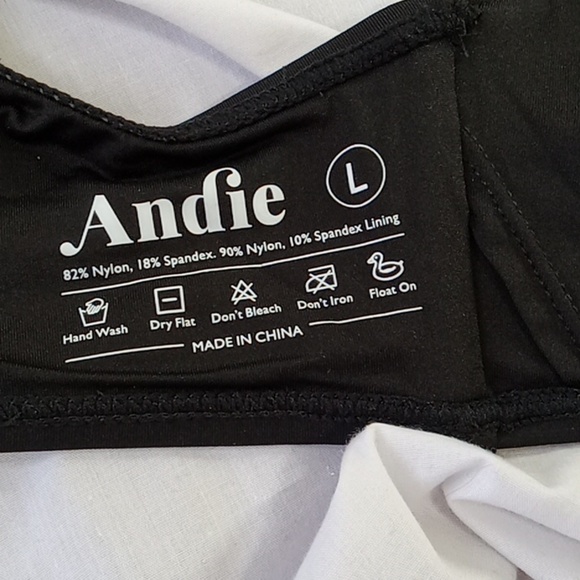 Andie L
82% Nylon, 18% Spandex. 90% Nylon, 10% Spandex Lining
Hand Wash Dry Flat Don't Bleach Don't Iron Float On
MADE IN CHINA